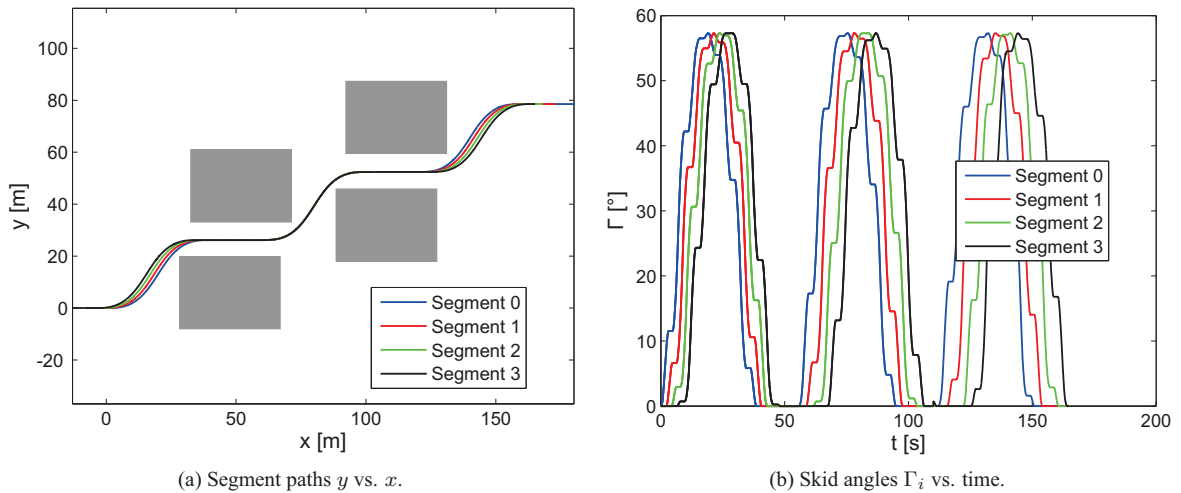 100
80
60
40
20
0
-20
y [m]
0
50
100
150
x [m]
Segment 0
Segment 1
Segment 2
Segment 3
(a) Segment paths y vs. x.
60
50
40
30
20
10
0
Γ [°]
0
50
100
150
200
t [s]
Segment 0
Segment 1
Segment 2
Segment 3
(b) Skid angles Γi vs. time.